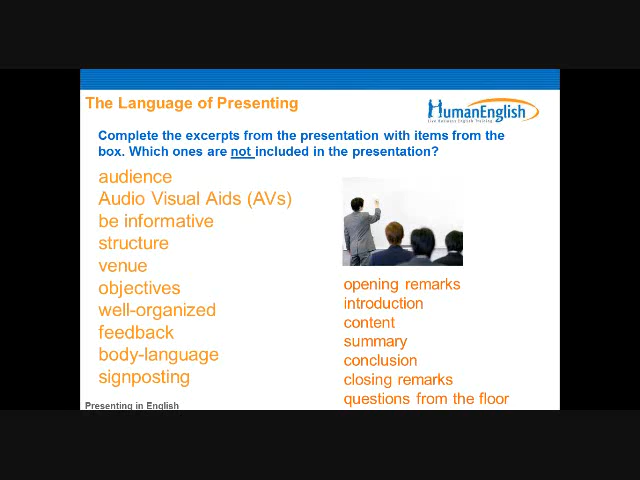 The Language of Presenting
HumanEnglish
Live Business English Training
Complete the excerpts from the presentation with items from the
box. Which ones are not included in the presentation?
audience
Audio Visual Aids (AVs)
be informative
structure
venue
objectives
well-organized
feedback
body-language
signposting
opening remarks
introduction
content
summary
conclusion
closing remarks
questions from the floor
Presenting in English